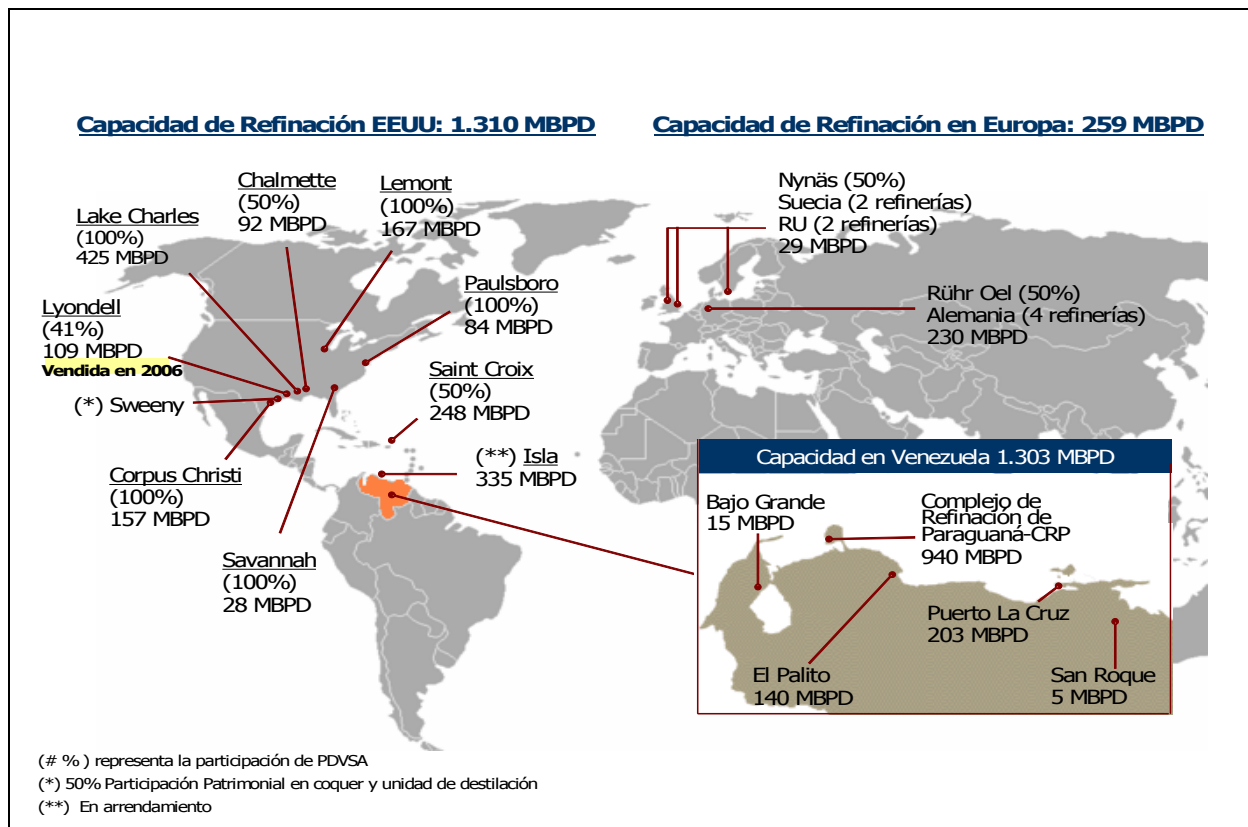 Capacidad de Refinación EEUU: 1.310 MBPD
Capacidad de Refinación en Europa: 259 MBPD
Chalmette
(50%)
92 MBPD
Lemont
(100%)
167 MBPD
Lake Charles
(100%)
425 MBPD
Paulsboro
(100%)
84 MBPD
Lyondell
(41%)
109 MBPD
Vendida en 2006
(*) Sweeny
Saint Croix
(50%)
248 MBPD
(**) Isla
335 MBPD
Corpus Christi
(100%)
157 MBPD
Savannah
(100%)
28 MBPD
Nynäs (50%)
Suecia (2 refinerías)
RU (2 refinerías)
29 MBPD
Rühr Oel (50%)
Alemania (4 refinerías)
230 MBPD
Capacidad en Venezuela 1.303 MBPD
Bajo Grande
15 MBPD
Complejo de
Refinación de
Paraguaná-CRP
940 MBPD
Puerto La Cruz
203 MBPD
El Palito
140 MBPD
San Roque
5 MBPD
(# % ) representa la participación de PDVSA
(*) 50% Participación Patrimonial en coquer y unidad de destilación
(**) En arrendamiento